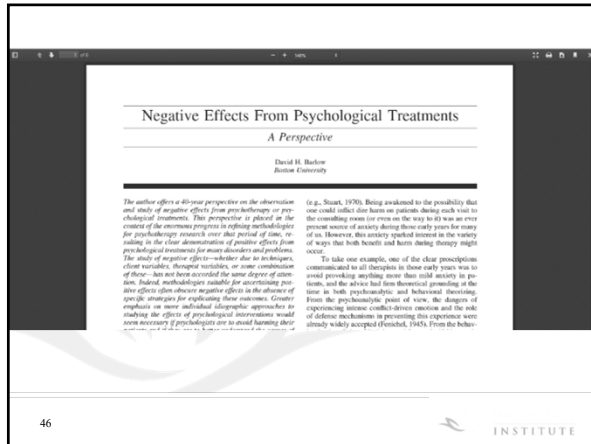 Negative Effects From Psychological Treatments
A Perspective
David H. Barlow
Boston University
The author offers a 40-year perspective on the observation
and study of negative effects from psychotherapy or psy-
chological treatments. This perspective is placed in the
context of the enormous progress in refining methodologies
for psychotherapy research over that period of time, re-
sulting in the clear demonstration of positive effects from
psychological treatments for many disorders and problems.
The study of negative effects—whether due to techniques,
client variables, therapist variables, or some combination
of these—has not been accorded the same degree of atten-
tion. Indeed, methodologies suitable for ascertaining pos-
itive effects often obscure negative effects in the absence of
specific strategies for explicating these outcomes. Greater
emphasis on more individual idiographic approaches to
studying the effects of psychological interventions would
seem necessary if psychologists are to avoid harming their
(e.g., Stuart, 1970). Being awakened to the possibility that
one could inflict dire harm on patients during each visit to
the consulting room (or even on the way to it) was an ever
present source of anxiety during those early years for many
of us. However, this anxiety sparked interest in the variety
of ways that both benefit and harm during therapy might
occur.
To take one example, one of the clear proscriptions
communicated to all therapists in those early years was to
avoid provoking anything more than mild anxiety in pa-
tients, and the advice had firm theoretical grounding at the
time in both psychoanalytic and behavioral theorizing.
From the psychoanalytic point of view, the dangers of
experiencing intense conflict-driven emotion and the role
of defense mechanisms in preventing this experience were
already widely accepted (Fenichel, 1945). From the behav-
46
INSTITUTE